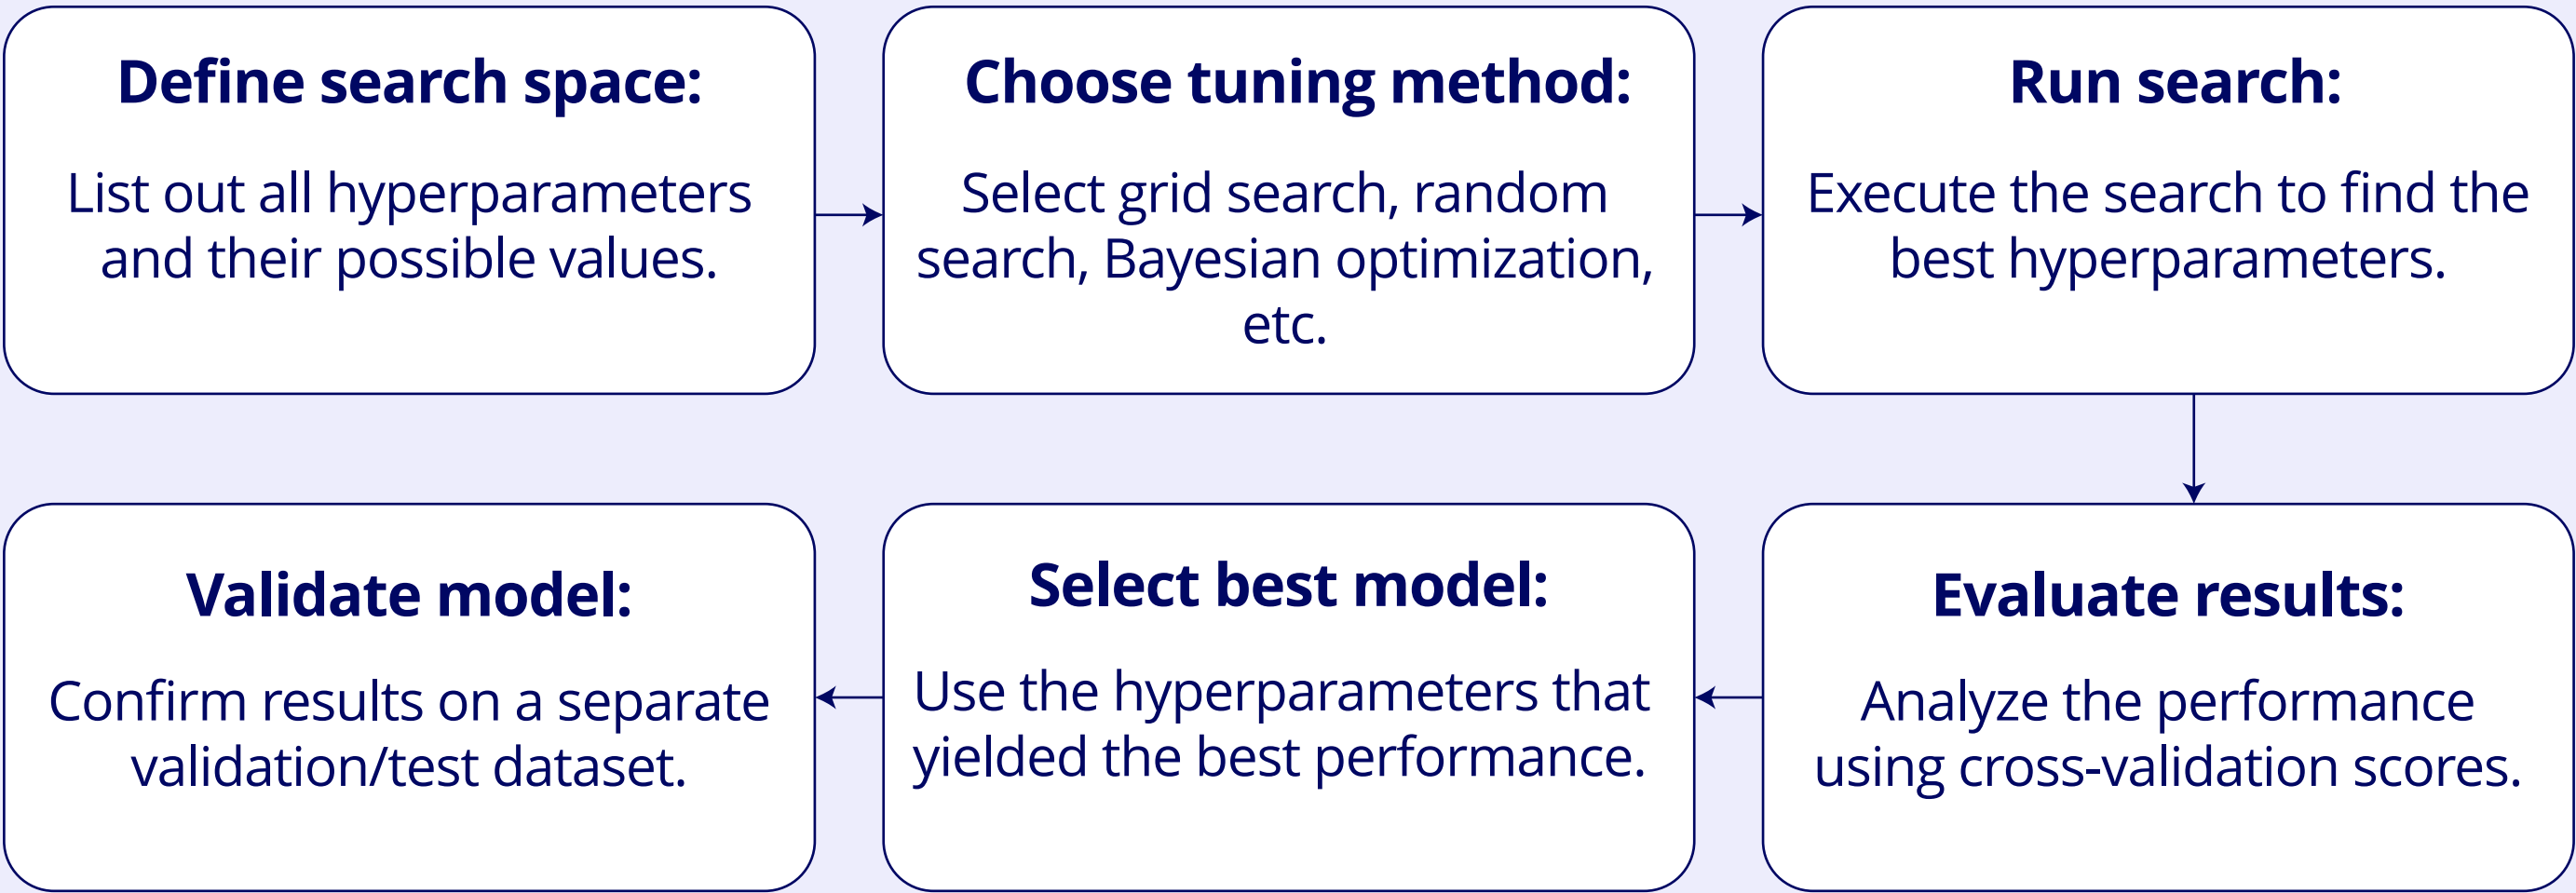 Define search space:
List out all hyperparameters
and their possible values.
Choose tuning method:
Select grid search, random
search, Bayesian optimization,
etc.
Run search:
Execute the search to find the
best hyperparameters.
Evaluate results:
Analyze the performance
using cross-validation scores.
Select best model:
Use the hyperparameters that
yielded the best performance.
Validate model:
Confirm results on a separate
validation/test dataset.